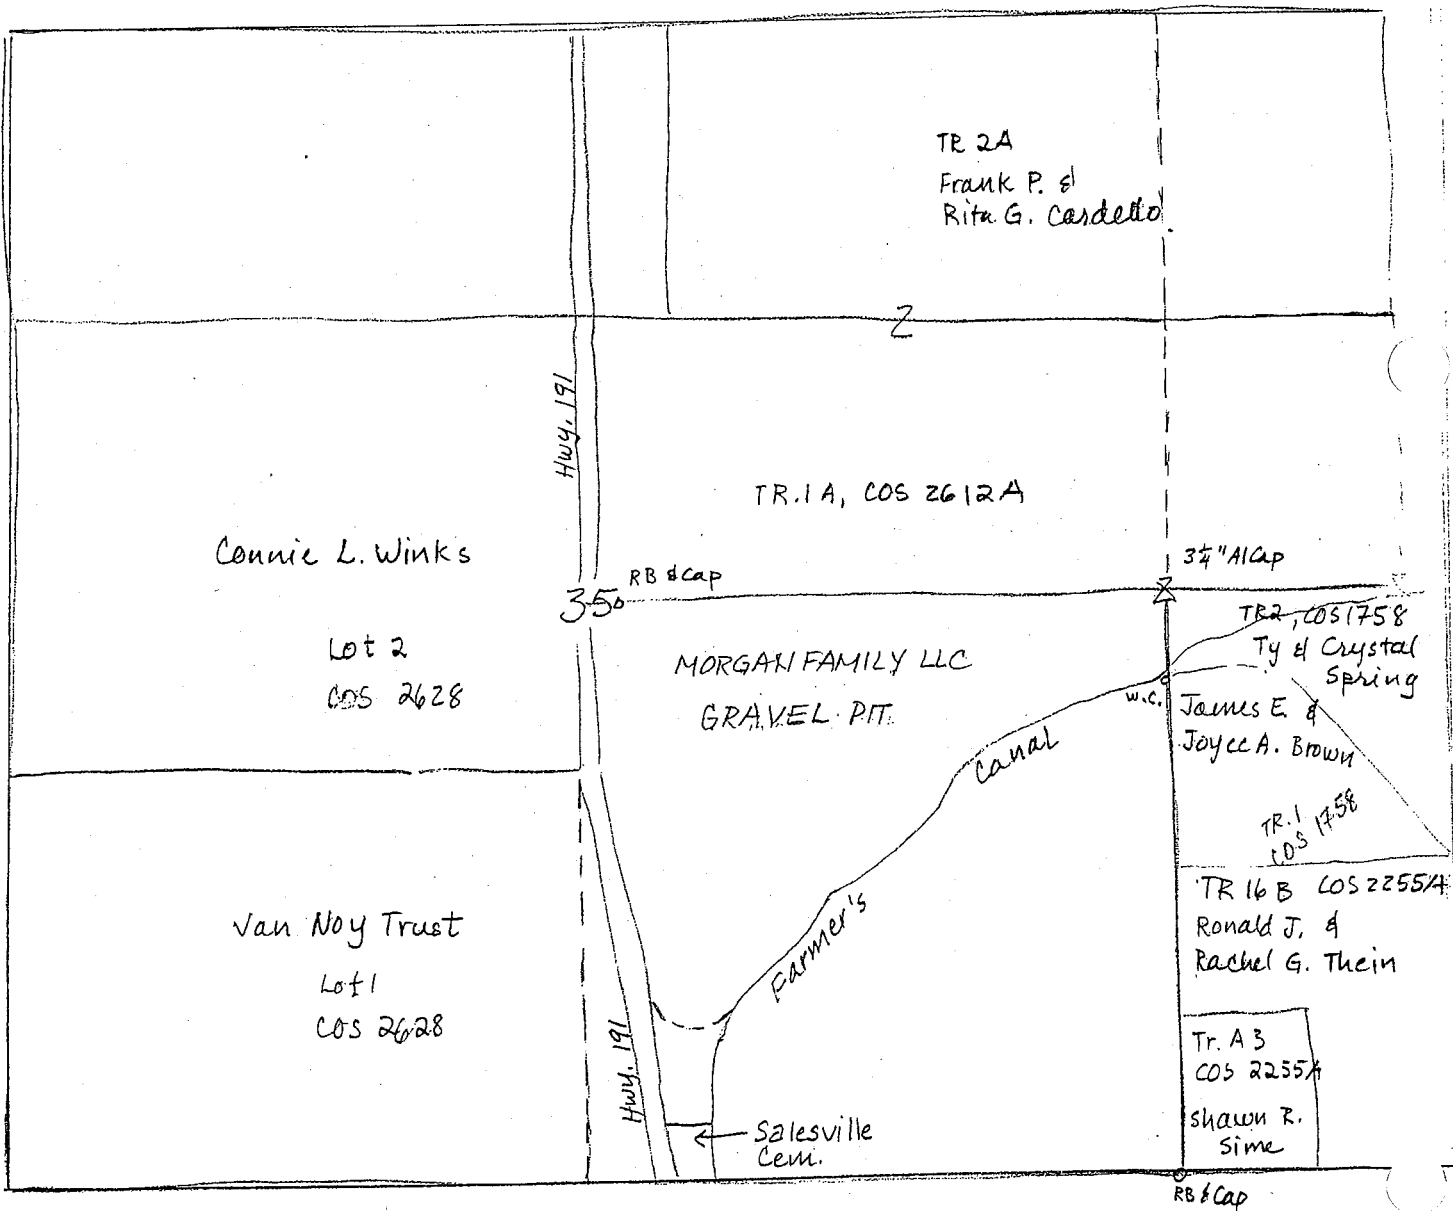 TR 2A
Frank P. &
Rita G. Cardello
Hwy. 191
TR. 1A, COS 2612A
Connie L. Winks
Lot 2
COS 2628
35
RB & Cap
3¼" Al Cap
MORGAN FAMILY LLC
GRAVEL PIT
TR2, COS 1758
Ty & Crystal
Spring
W.C.
James E. &
Joyce A. Brown
TR. 1
COS 1758
Farmer's Canal
Van Noy Trust
Lot 1
COS 2628
TR 16 B COS 2255A
Ronald J. &
Rachel G. Thein
Hwy. 191
Tr. A 3
COS 2255A
Shawn R.
Sime
Salesville
Cem.
RB & Cap